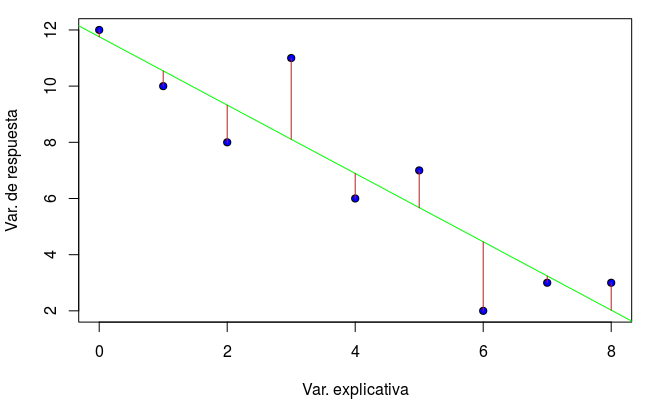 12
10
8
6
4
2
Var. de respuesta
0 2 4 6 8
Var. explicativa